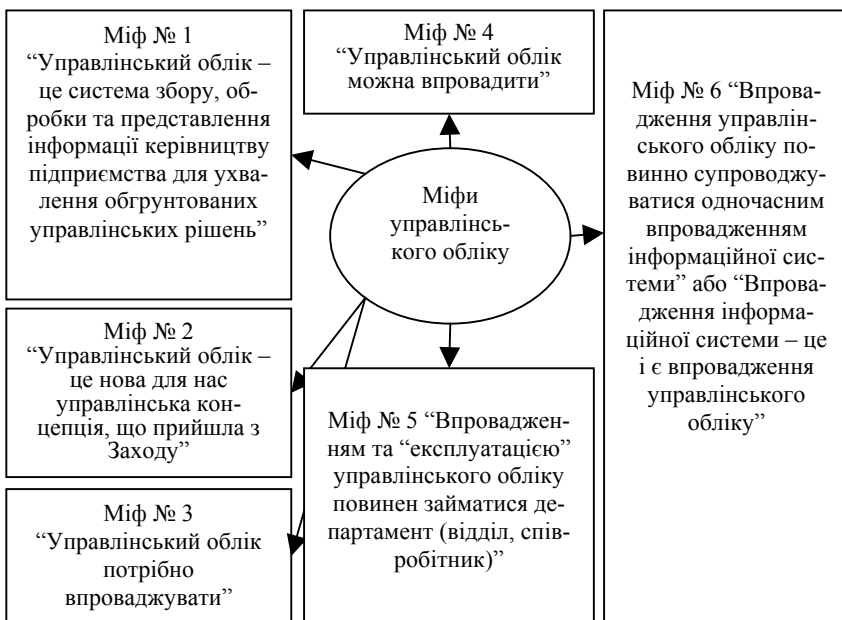 Міф № 1
“Управлінський облік –
це система збору, об-
робки та представлення
інформації керівництву
підприємства для ухва-
лення обгрунтованих
управлінських рішень”
Міф № 4
“Управлінський облік
можна впровадити”
Міф № 6 “Впрова-
дження управлін-
ського обліку по-
винно супроводжу-
ватися одночасним
впровадженням
інформаційної сис-
теми” або “Впрова-
дження інформа-
ційної системи – це
і є впровадження
управлінського
обліку”
Міфи
управлінсь-
кого обліку
Міф № 2
“Управлінський облік –
це нова для нас
управлінська кон-
цепція, що прийшла з
Заходу”
Міф № 5 “Впроваджен-
ням та “експлуатацією”
управлінського обліку
повинен займатися де-
партамент (відділ, спів-
робітник)”
Міф № 3
“Управлінський облік
потрібно
впроваджувати”